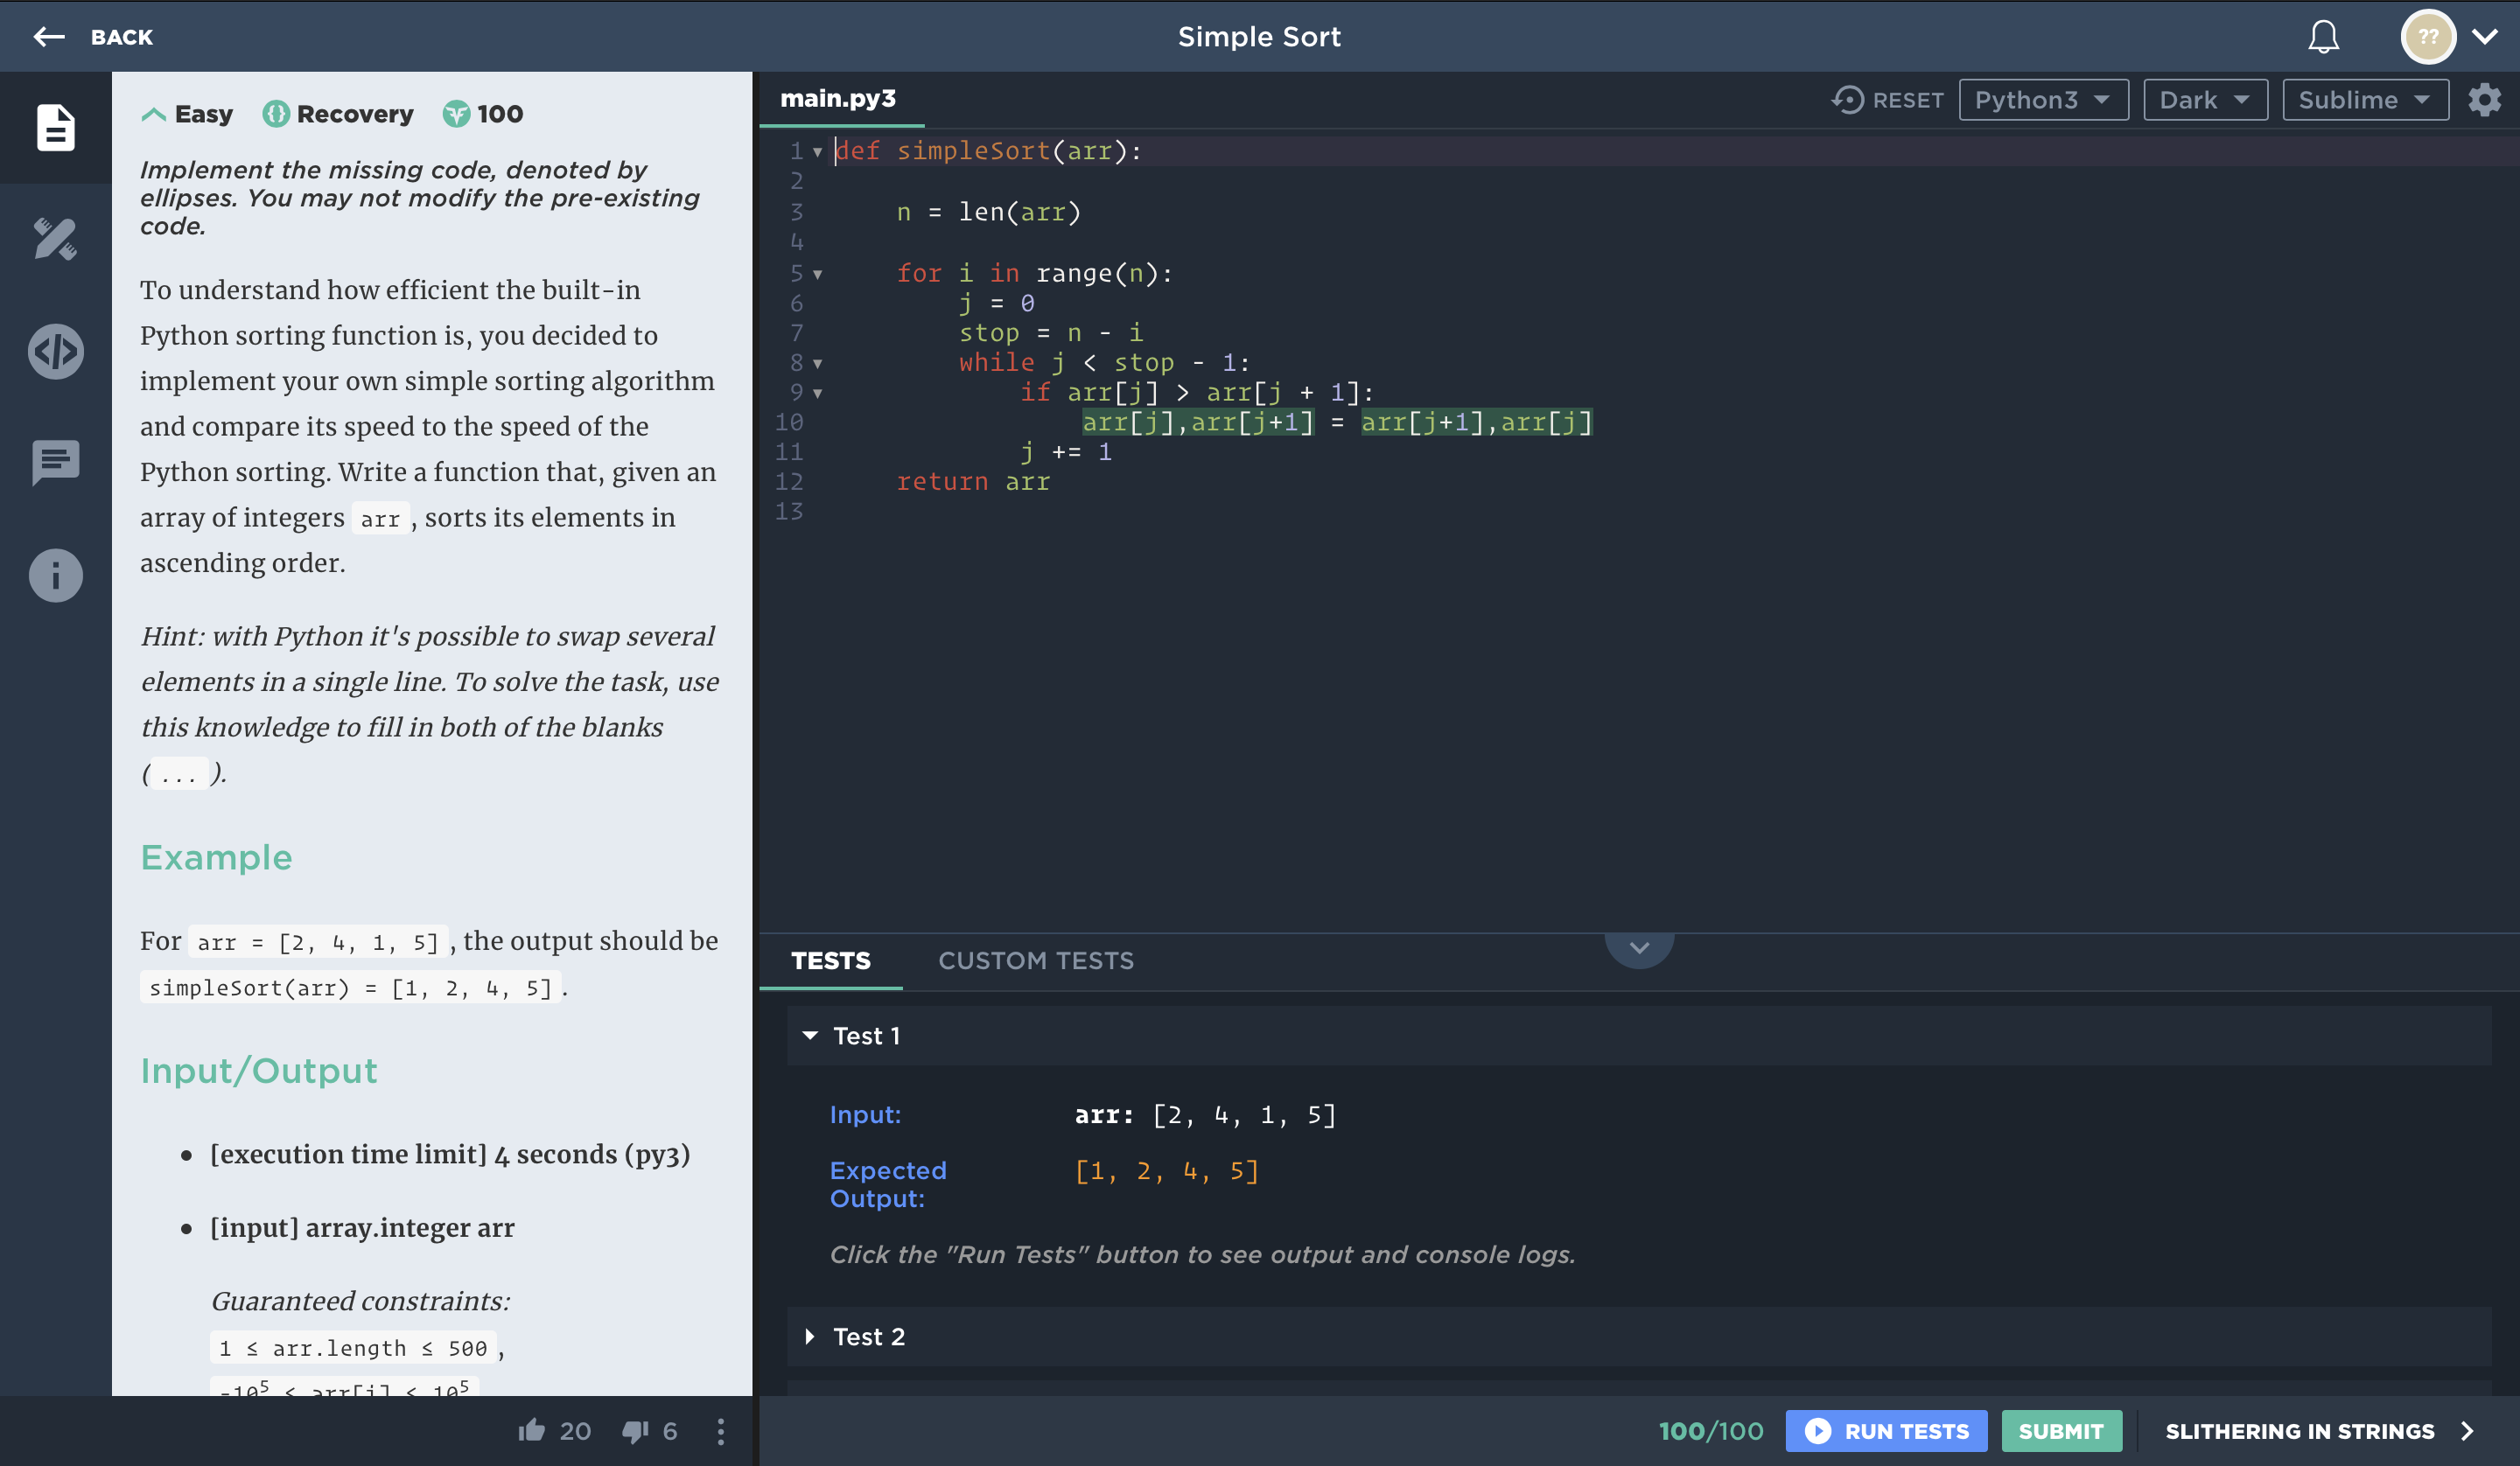 BACK
Simple Sort
??
Easy Recovery 100
Implement the missing code, denoted by
ellipses. You may not modify the pre-existing
code.
To understand how efficient the built-in
Python sorting function is, you decided to
implement your own simple sorting algorithm
and compare its speed to the speed of the
Python sorting. Write a function that, given an
array of integers arr , sorts its elements in
ascending order.
Hint: with Python it's possible to swap several
elements in a single line. To solve the task, use
this knowledge to fill in both of the blanks
( ... ).
Example
For arr = [2, 4, 1, 5] , the output should be
simpleSort(arr) = [1, 2, 4, 5] .
Input/Output
• [execution time limit] 4 seconds (py3)
• [input] array.integer arr
Guaranteed constraints:
1 ≤ arr.length ≤ 500 ,
-10⁵ ≤ arr[i] ≤ 10⁵
20 6
main.py3
RESET Python3 Dark Sublime
1 def simpleSort(arr):
2
3 n = len(arr)
4
5 for i in range(n):
6 j = 0
7 stop = n - i
8 while j < stop - 1:
9 if arr[j] > arr[j + 1]:
10 arr[j],arr[j+1] = arr[j+1],arr[j]
11 j += 1
12 return arr
13
TESTS CUSTOM TESTS
Test 1
Input: arr: [2, 4, 1, 5]
Expected [1, 2, 4, 5]
Output:
Click the "Run Tests" button to see output and console logs.
Test 2
100/100 RUN TESTS SUBMIT SLITHERING IN STRINGS